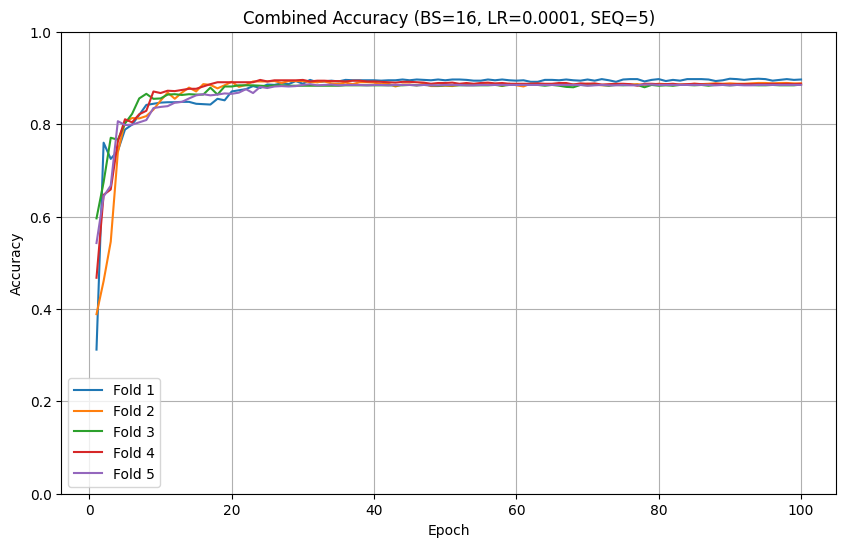 Combined Accuracy (BS=16, LR=0.0001, SEQ=5)
1.0
0.8
0.6
0.4
0.2
0.0
Accuracy
Fold 1
Fold 2
Fold 3
Fold 4
Fold 5
0 20 40 60 80 100
Epoch